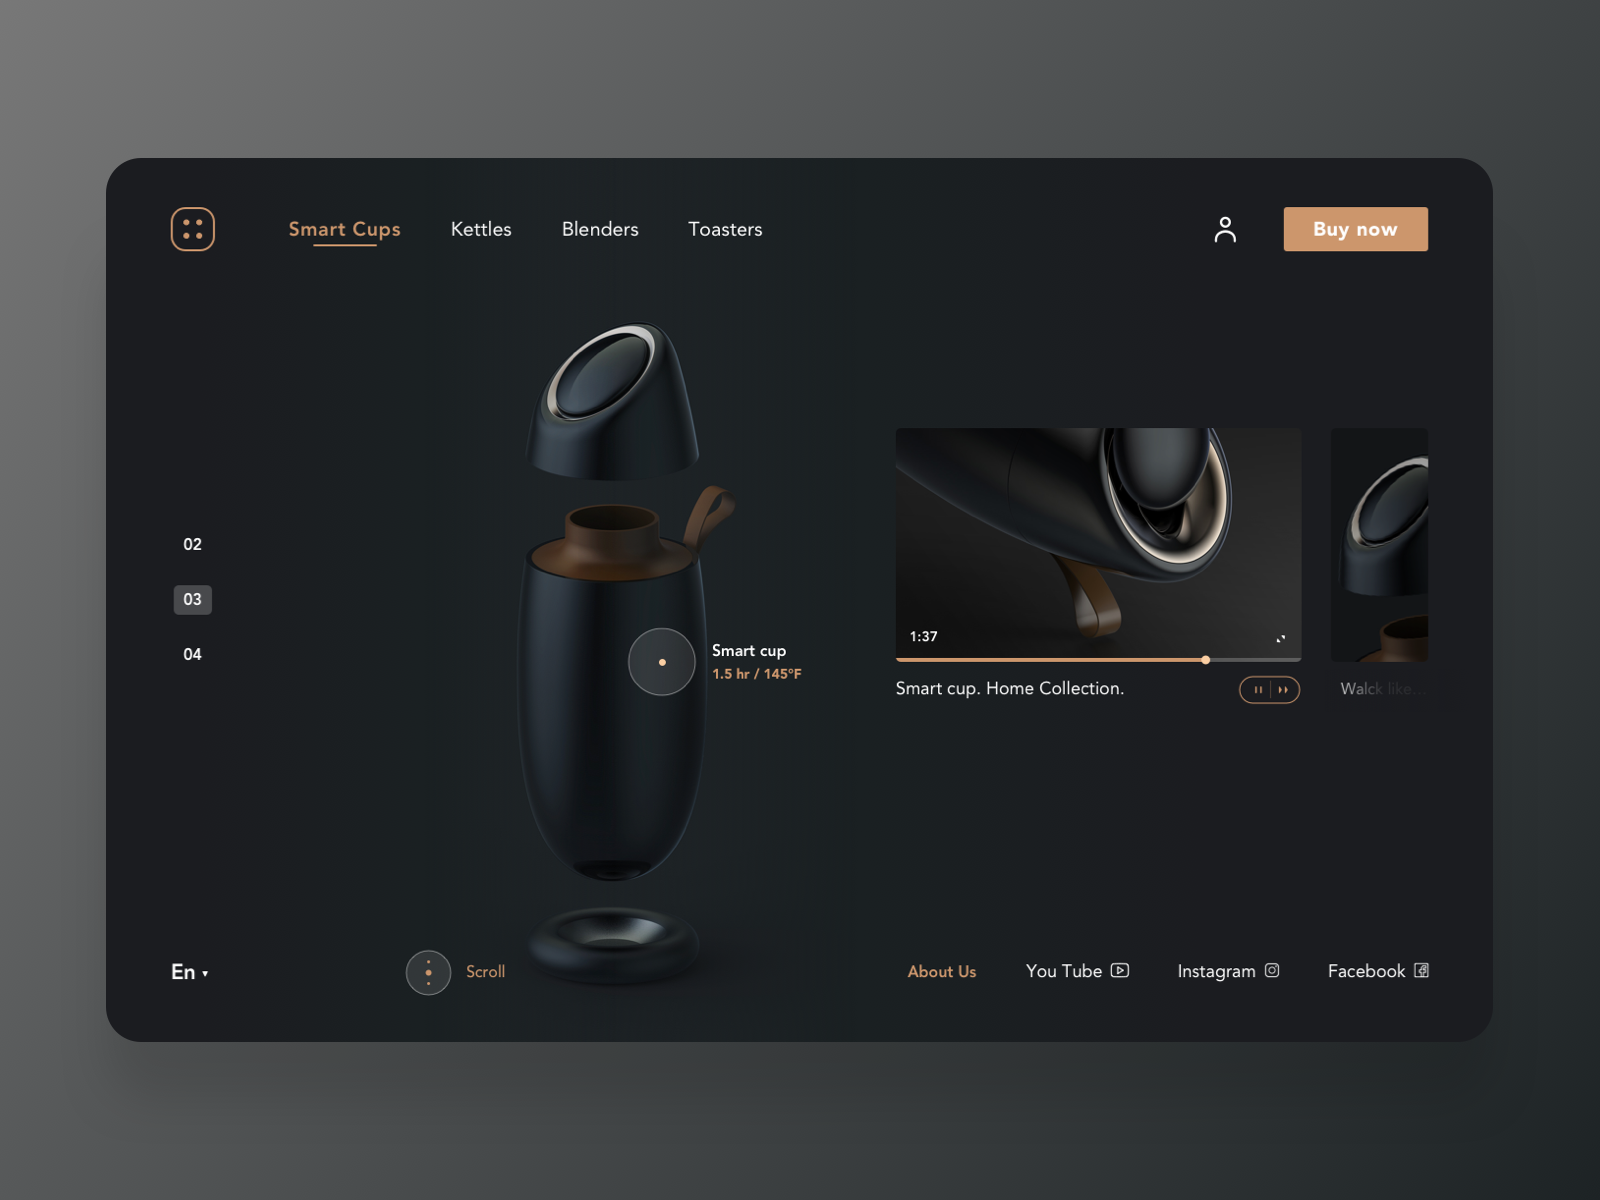 Smart Cups
Kettles
Blenders
Toasters
Buy now
02
03
04
Smart cup
1.5 hr / 145°F
1:37
Smart cup. Home Collection.
Walck like...
En
Scroll
About Us
You Tube
Instagram
Facebook